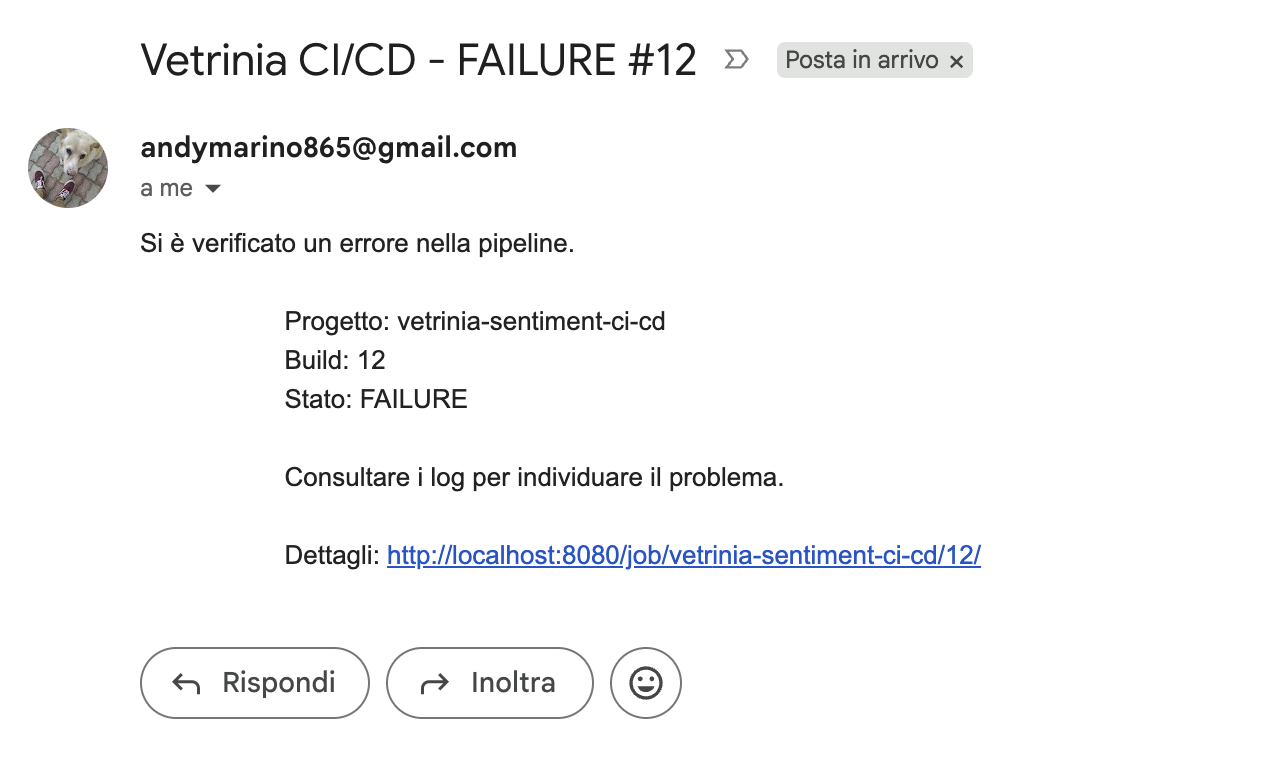 Vetrinia CI/CD - FAILURE #12
Posta in arrivo ×
andymarino865@gmail.com
a me
Si è verificato un errore nella pipeline.
Progetto: vetrinia-sentiment-ci-cd
Build: 12
Stato: FAILURE
Consultare i log per individuare il problema.
Dettagli: http://localhost:8080/job/vetrinia-sentiment-ci-cd/12/
Rispondi
Inoltra